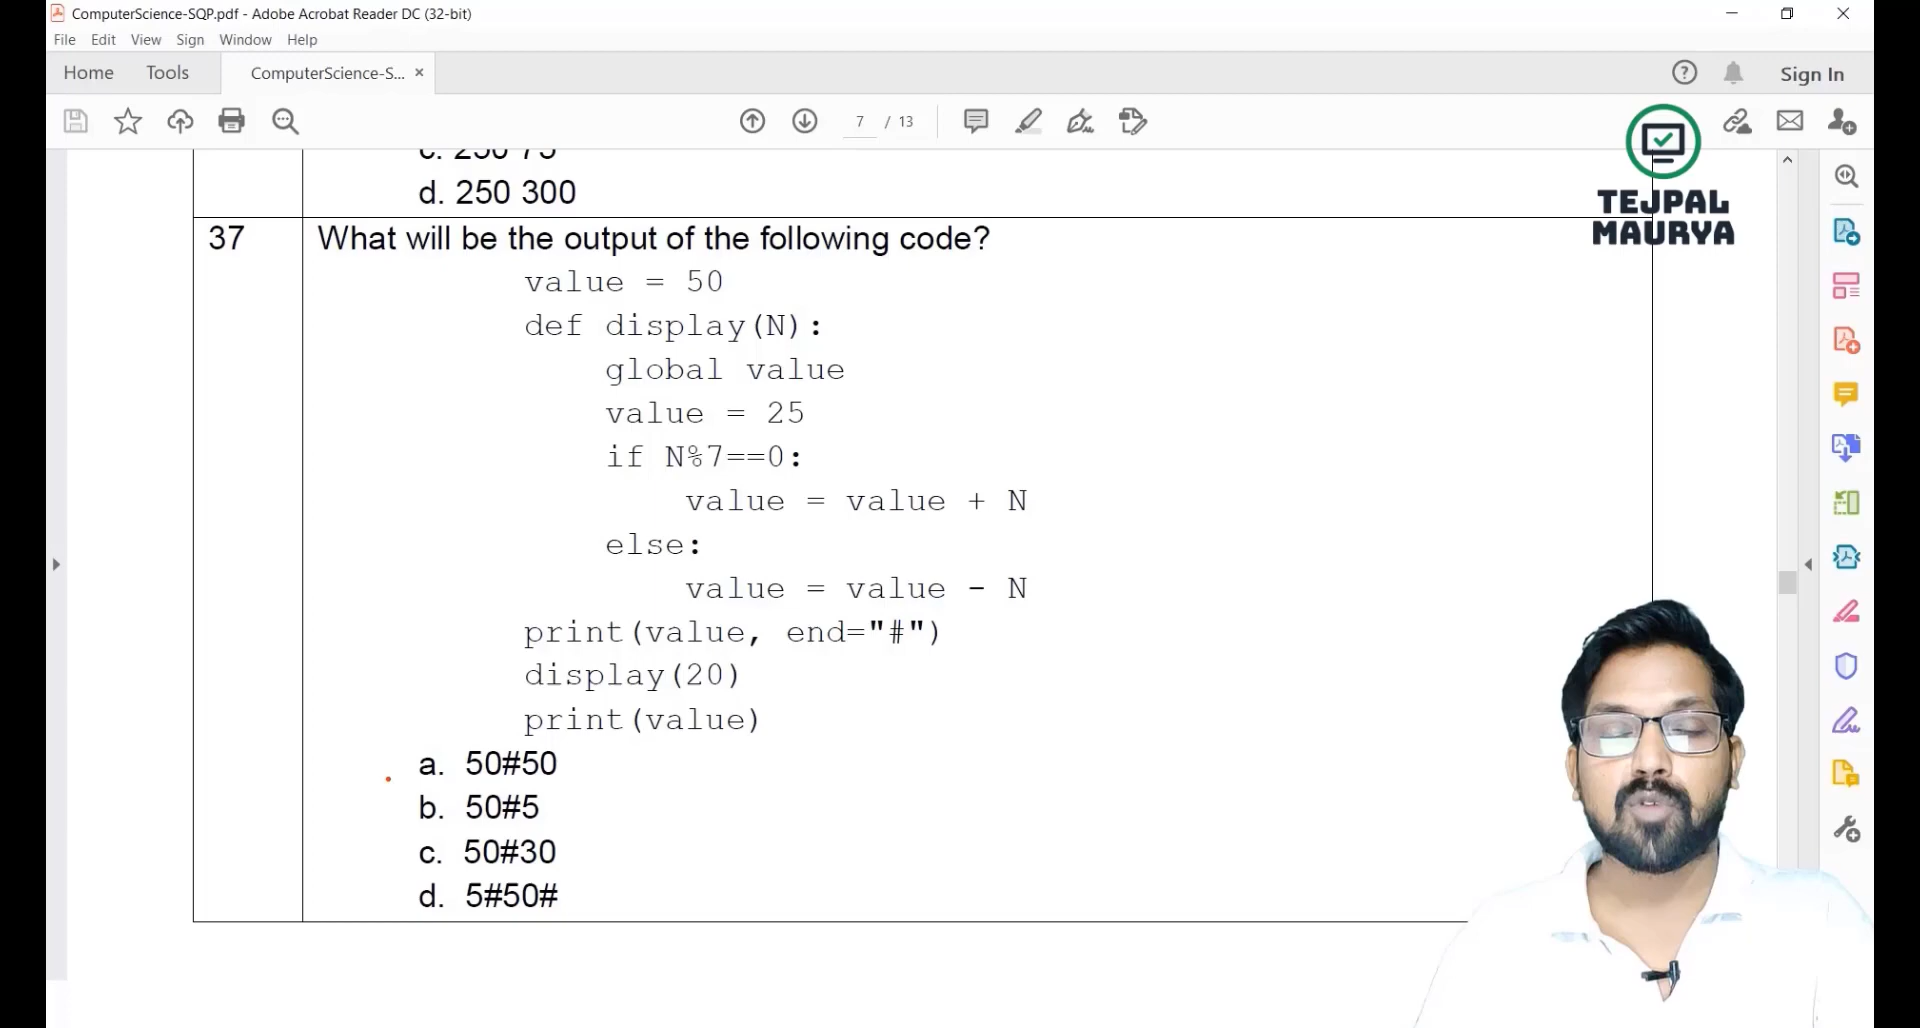 ComputerScience-SQP.pdf - Adobe Acrobat Reader DC (32-bit)
File Edit View Sign Window Help
Home Tools ComputerScience-S... × Sign In
7 / 13
c. 250 75
d. 250 300
TEJPAL
MAURYA
37 What will be the output of the following code?
value = 50
def display(N):
global value
value = 25
if N%7==0:
value = value + N
else:
value = value - N
print(value, end="#")
display(20)
print(value)
a. 50#50
b. 50#5
c. 50#30
d. 5#50#